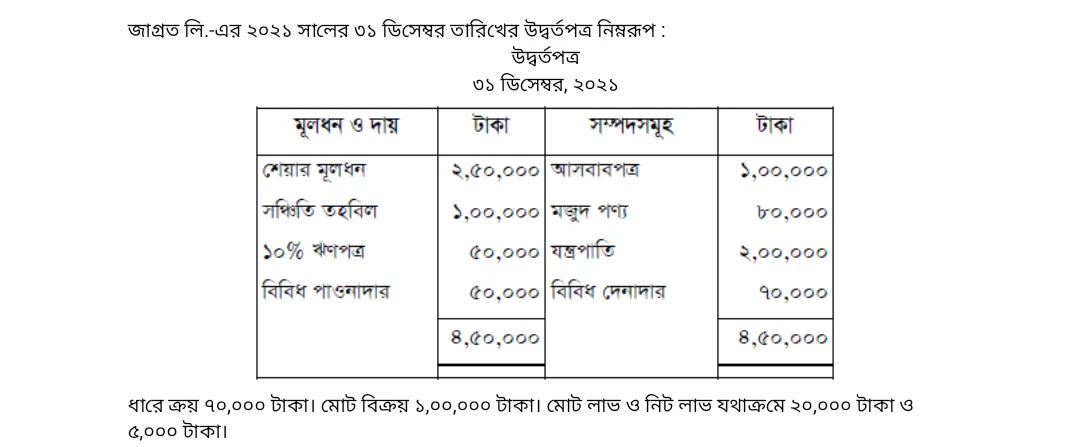 জাগ্রত লি.-এর ২০২১ সালের ৩১ ডিসেম্বর তারিখের উদ্বর্তপত্র নিম্নরূপ :
উদ্বর্তপত্র
৩১ ডিসেম্বর, ২০২১
মূলধন ও দায় টাকা সম্পদসমূহ টাকা
শেয়ার মূলধন ২,৫০,০০০ আসবাবপত্র ১,০০,০০০
সঞ্চিতি তহবিল ১,০০,০০০ মজুদ পণ্য ৮০,০০০
১০% ঋণপত্র ৫০,০০০ যন্ত্রপাতি ২,০০,০০০
বিবিধ পাওনাদার ৫০,০০০ বিবিধ দেনাদার ৭০,০০০
৪,৫০,০০০ ৪,৫০,০০০
ধারে ক্রয় ৭০,০০০ টাকা। মোট বিক্রয় ১,০০,০০০ টাকা। মোট লাভ ও নিট লাভ যথাক্রমে ২০,০০০ টাকা ও
৫,০০০ টাকা।